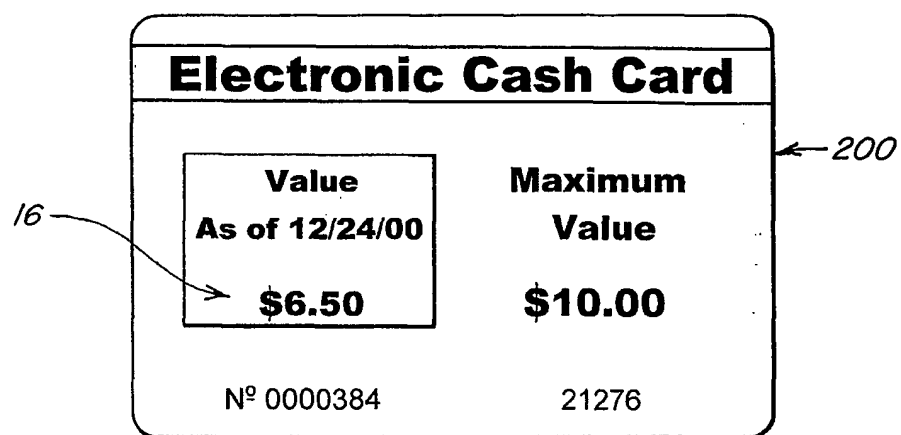 Electronic Cash Card
200
Value
As of 12/24/00
$6.50
16
Maximum
Value
$10.00
Nº 0000384
21276